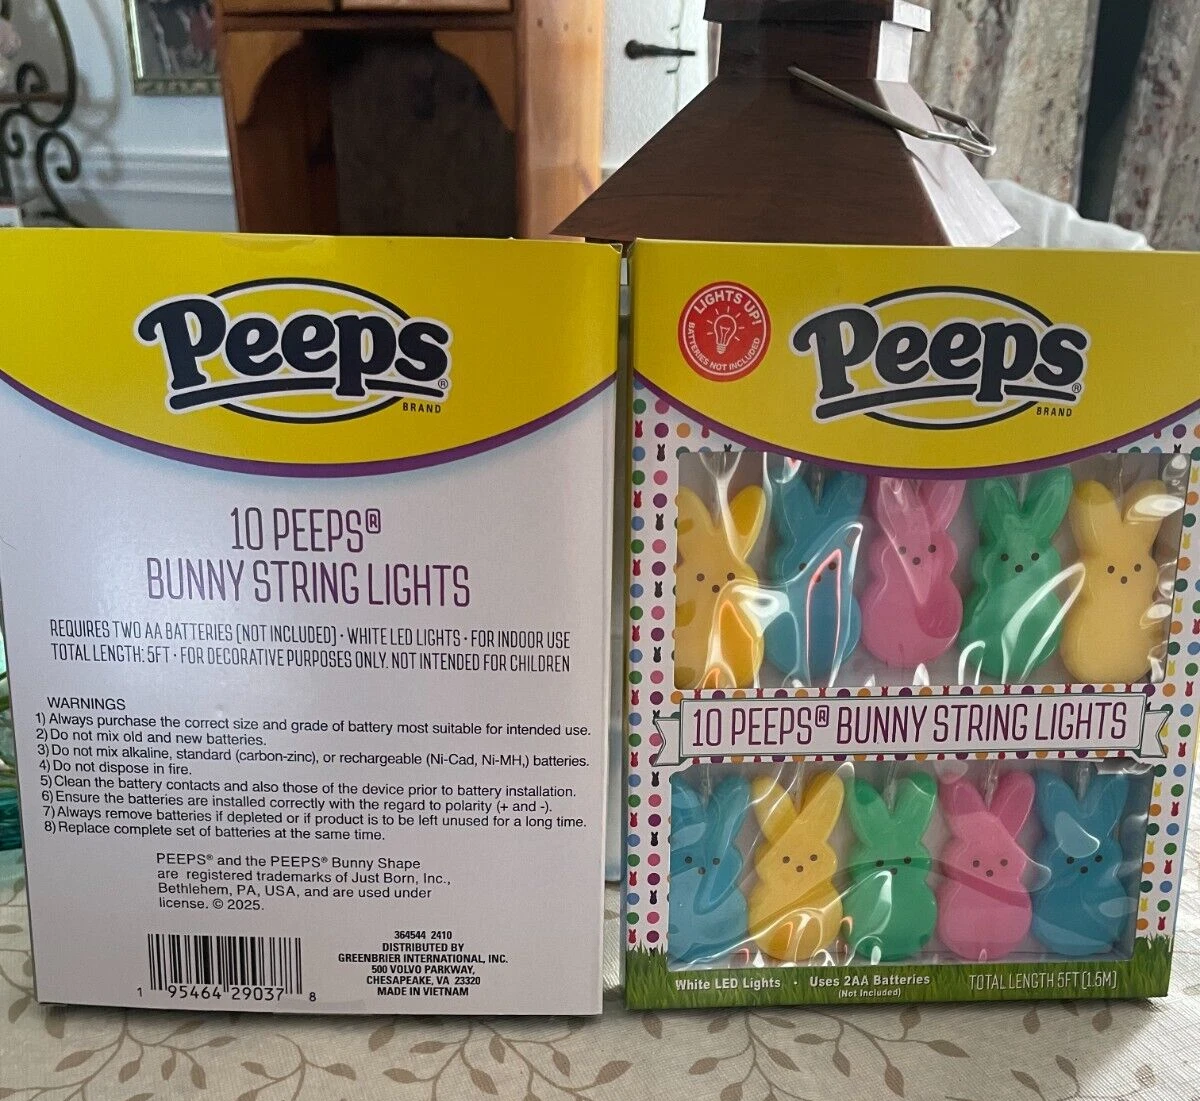 Peeps®
BRAND
10 PEEPS®
BUNNY STRING LIGHTS
REQUIRES TWO AA BATTERIES (NOT INCLUDED) • WHITE LED LIGHTS • FOR INDOOR USE
TOTAL LENGTH: 5FT • FOR DECORATIVE PURPOSES ONLY. NOT INTENDED FOR CHILDREN
WARNINGS
1) Always purchase the correct size and grade of battery most suitable for intended use.
2) Do not mix old and new batteries.
3) Do not mix alkaline, standard (carbon-zinc), or rechargeable (Ni-Cad, Ni-MH,) batteries.
4) Do not dispose in fire.
5) Clean the battery contacts and also those of the device prior to battery installation.
6) Ensure the batteries are installed correctly with the regard to polarity (+ and -).
7) Always remove batteries if depleted or if product is to be left unused for a long time.
8) Replace complete set of batteries at the same time.
PEEPS® and the PEEPS® Bunny Shape
are registered trademarks of Just Born, Inc.,
Bethlehem, PA, USA, and are used under
license. © 2025.
1 95464 29037 8
364544 2410
DISTRIBUTED BY
GREENBRIER INTERNATIONAL, INC.
500 VOLVO PARKWAY,
CHESAPEAKE, VA 23320
MADE IN VIETNAM
LIGHTS UP!
BATTERIES NOT INCLUDED
Peeps®
BRAND
10 PEEPS® BUNNY STRING LIGHTS
White LED Lights • Uses 2AA Batteries
(Not Included)
TOTAL LENGTH 5FT (1.5M)